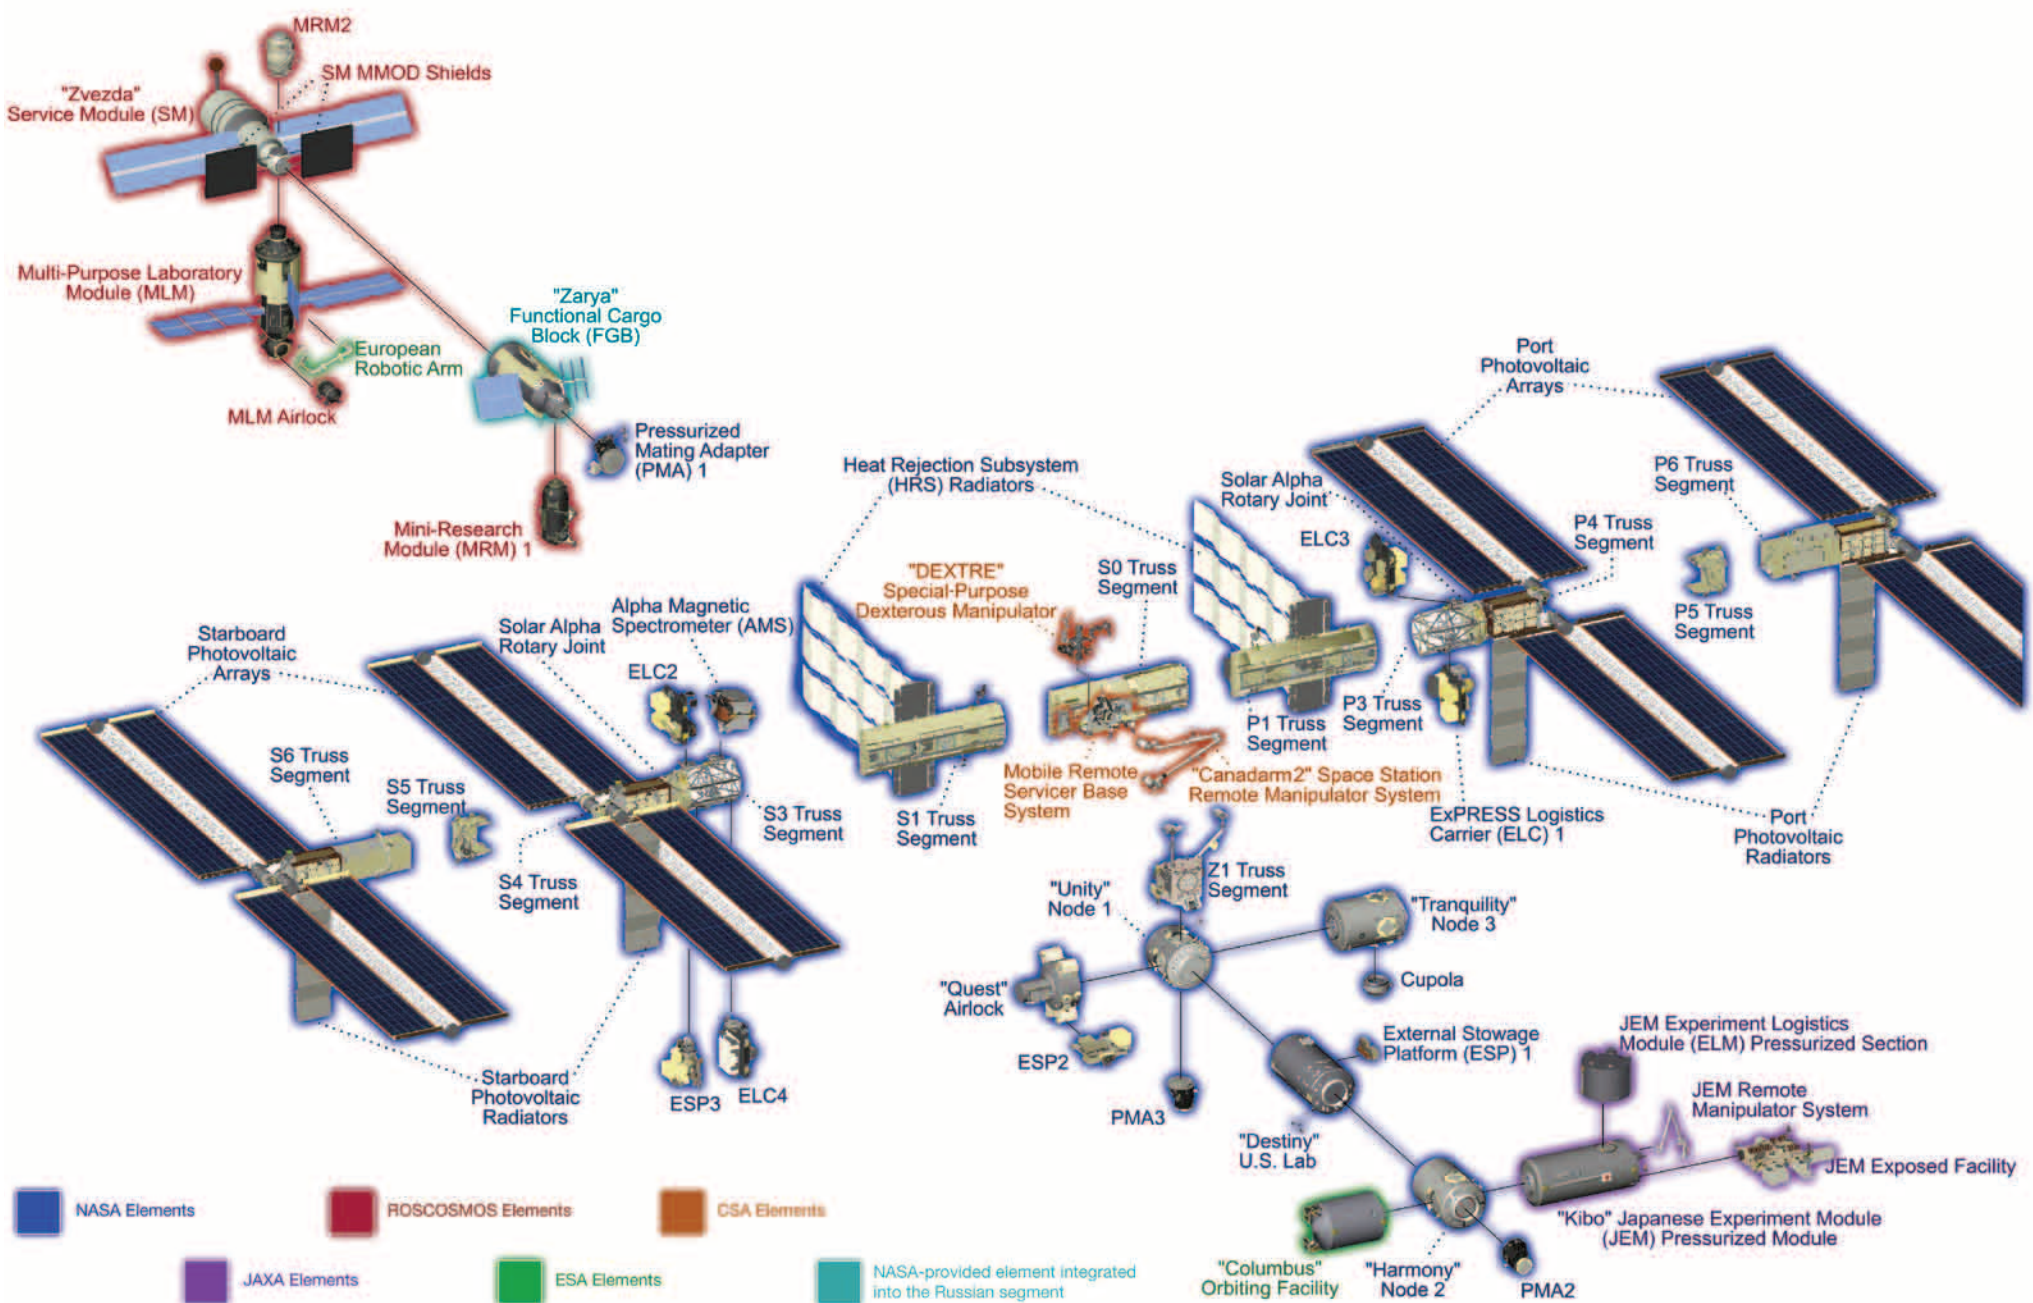 MRM2
SM MMOD Shields
"Zvezda"
Service Module (SM)
Multi-Purpose Laboratory
Module (MLM)
European
Robotic Arm
MLM Airlock
"Zarya"
Functional Cargo
Block (FGB)
Pressurized
Mating Adapter
(PMA) 1
Mini-Research
Module (MRM) 1
Heat Rejection Subsystem
(HRS) Radiators
Port
Photovoltaic
Arrays
Solar Alpha
Rotary Joint
ELC3
P6 Truss
Segment
P4 Truss
Segment
P5 Truss
Segment
"DEXTRE"
Special-Purpose
Dexterous Manipulator
S0 Truss
Segment
Starboard
Photovoltaic
Arrays
Solar Alpha
Rotary Joint
Alpha Magnetic
Spectrometer (AMS)
ELC2
P1 Truss
Segment
P3 Truss
Segment
S6 Truss
Segment
S5 Truss
Segment
S4 Truss
Segment
S3 Truss
Segment
S1 Truss
Segment
Mobile Remote
Servicer Base
System
"Canadarm2" Space Station
Remote Manipulator System
ExPRESS Logistics
Carrier (ELC) 1
Port
Photovoltaic
Radiators
Z1 Truss
Segment
"Unity"
Node 1
"Tranquility"
Node 3
Cupola
"Quest"
Airlock
ESP2
External Stowage
Platform (ESP) 1
PMA3
"Destiny"
U.S. Lab
Starboard
Photovoltaic
Radiators
ESP3
ELC4
JEM Experiment Logistics
Module (ELM) Pressurized Section
JEM Remote
Manipulator System
JEM Exposed Facility
"Kibo" Japanese Experiment Module
(JEM) Pressurized Module
"Columbus"
Orbiting Facility
"Harmony"
Node 2
PMA2
NASA Elements
ROSCOSMOS Elements
CSA Elements
JAXA Elements
ESA Elements
NASA-provided element integrated
into the Russian segment